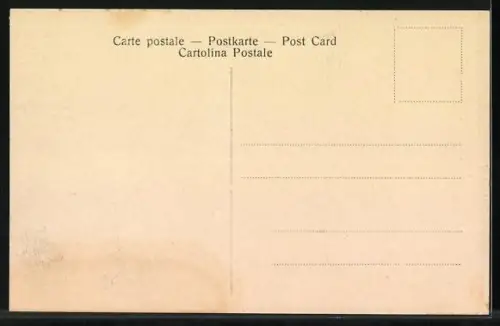 Carte postale — Postkarte — Post Card
Cartolina Postale